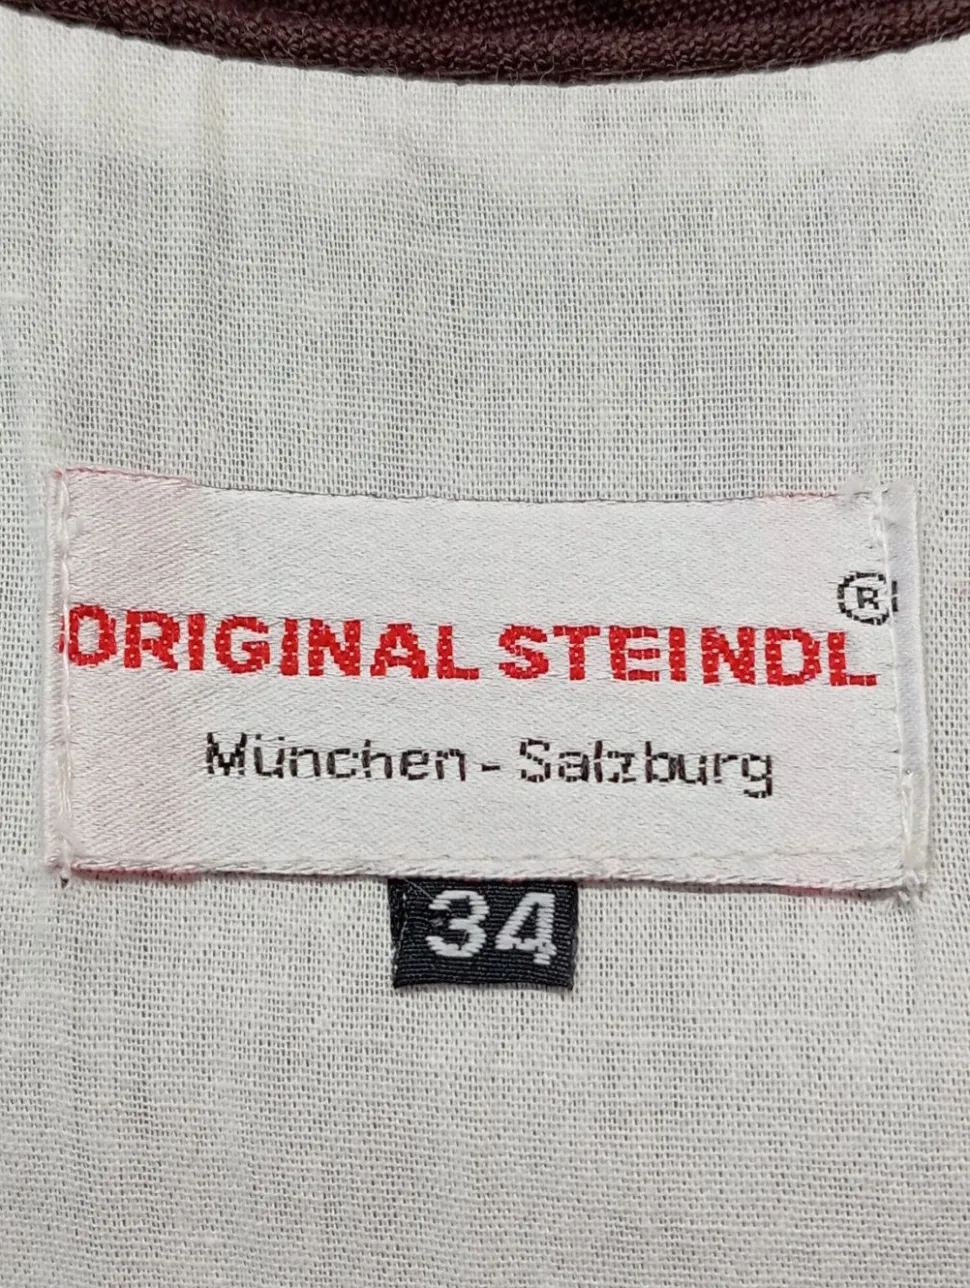 ORIGINAL STEINDL ®
München - Salzburg
34